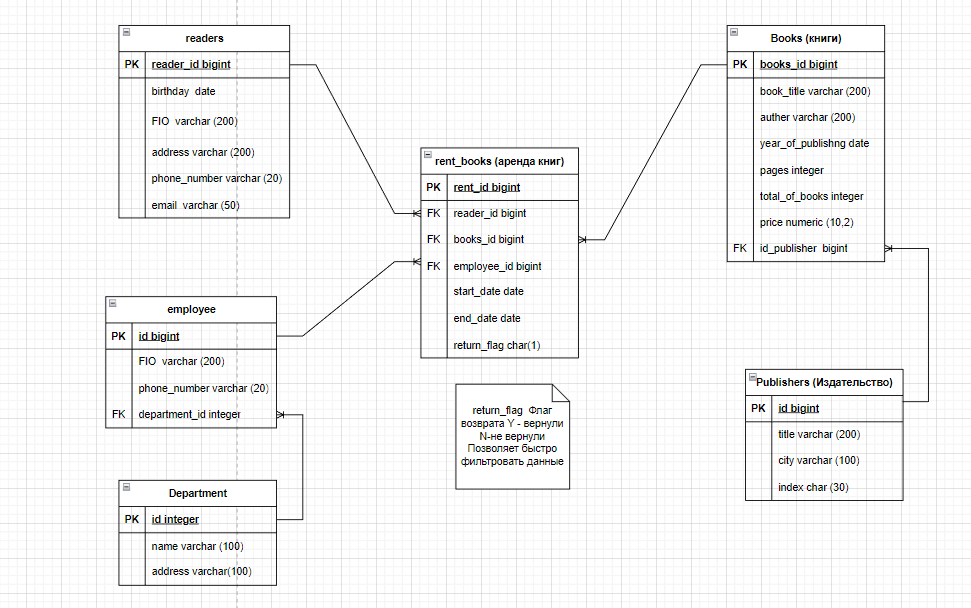 readers
PK reader_id bigint
birthday date
FIO varchar (200)
address varchar (200)
phone_number varchar (20)
email varchar (50)
Books (книги)
PK books_id bigint
book_title varchar (200)
auther varchar (200)
year_of_publishng date
pages integer
total_of_books integer
price numeric (10,2)
FK id_publisher bigint
rent_books (аренда книг)
PK rent_id bigint
FK reader_id bigint
FK books_id bigint
FK employee_id bigint
start_date date
end_date date
return_flag char(1)
employee
PK id bigint
FIO varchar (200)
phone_number varchar (20)
FK department_id integer
return_flag Флаг
возврата Y - вернули
N-не вернули
Позволяет быстро
фильтровать данные
Publishers (Издательство)
PK id bigint
title varchar (200)
city varchar (100)
index char (30)
Department
PK id integer
name varchar (100)
address varchar(100)